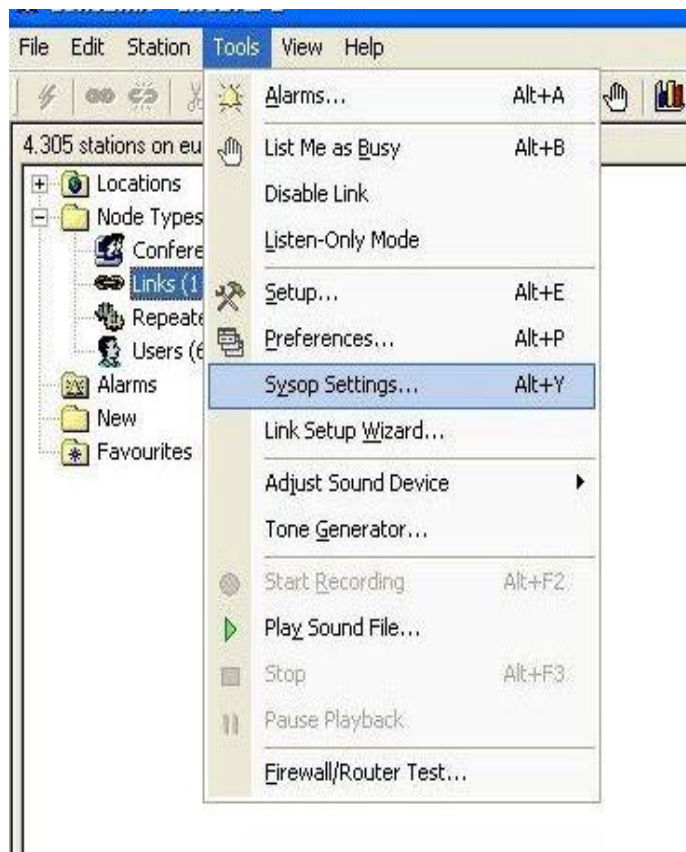 File Edit Station Tools View Help
4.305 stations on eu
Locations
Node Types
Confere
Links (1
Repeate
Users (6
Alarms
New
Favourites
Alarms... Alt+A
List Me as Busy Alt+B
Disable Link
Listen-Only Mode
Setup... Alt+E
Preferences... Alt+P
Sysop Settings... Alt+Y
Link Setup Wizard...
Adjust Sound Device
Tone Generator...
Start Recording Alt+F2
Play Sound File...
Stop Alt+F3
Pause Playback
Firewall/Router Test...